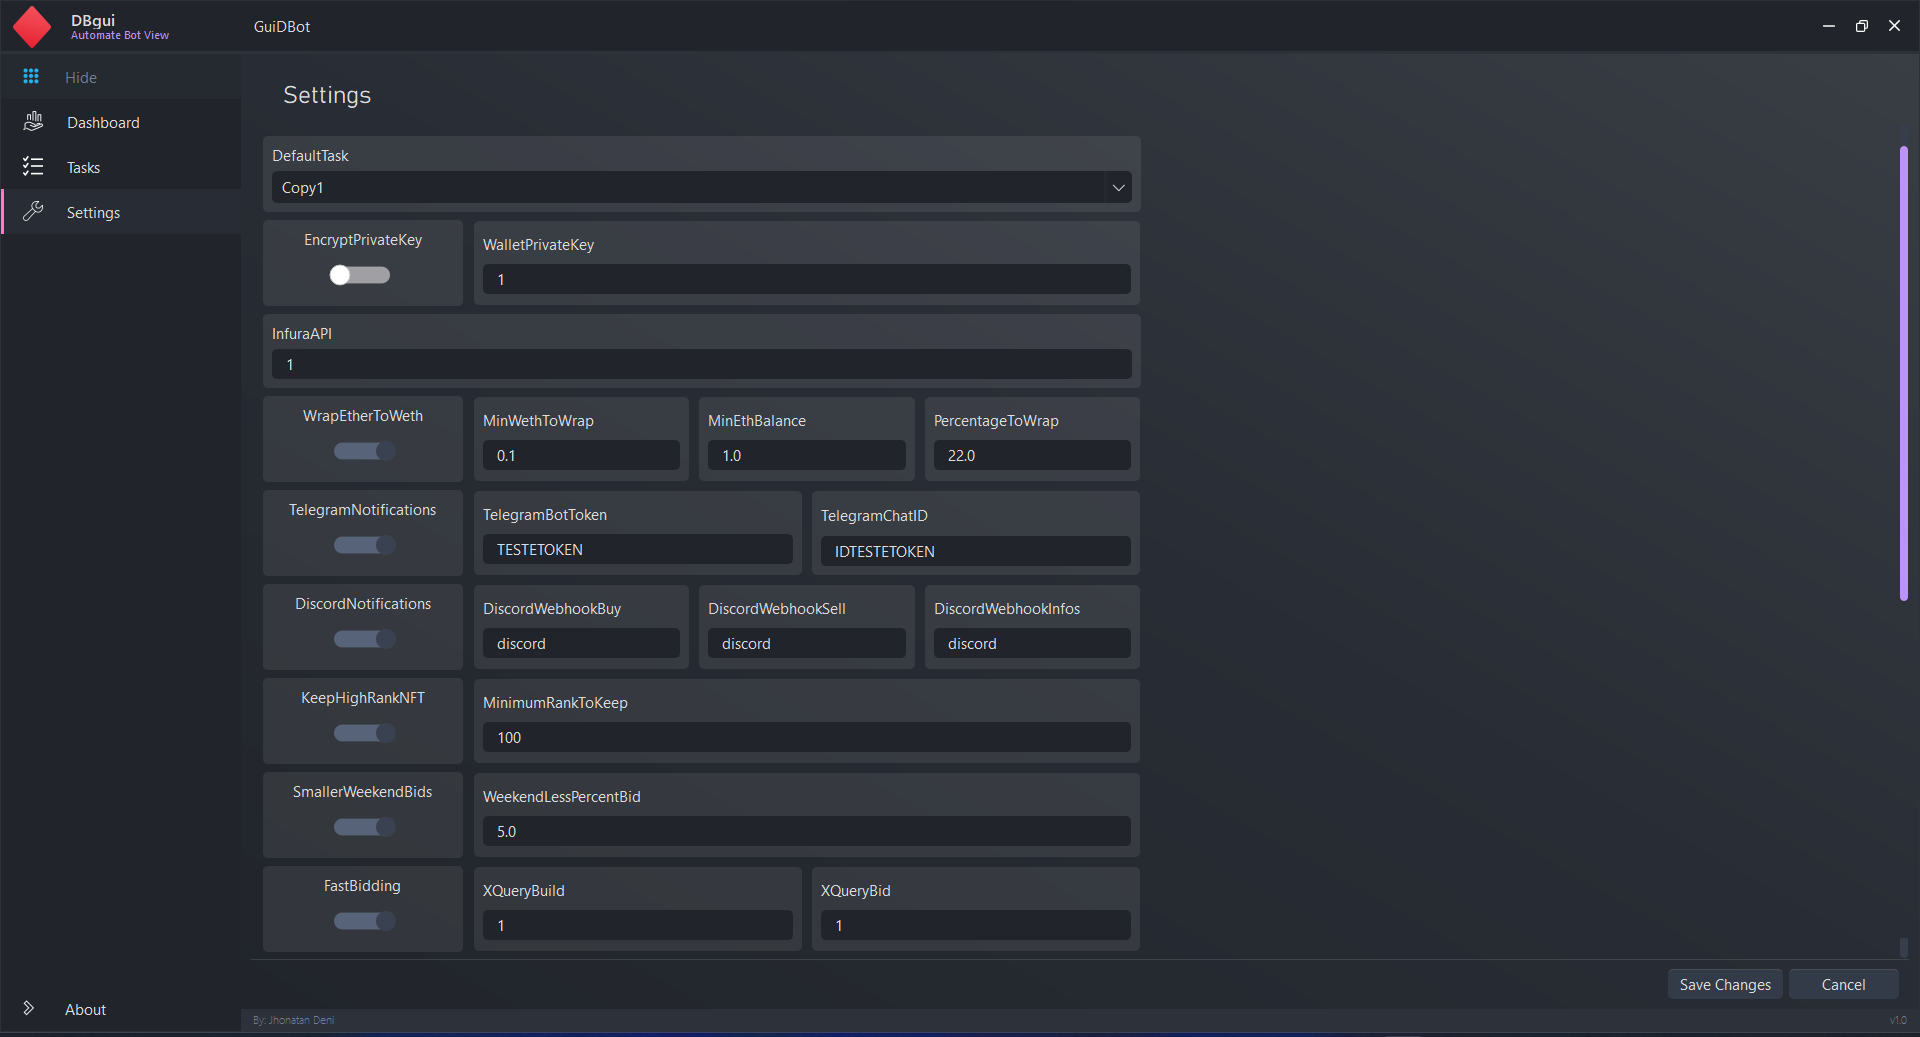 DBgui
Automate Bot View
GuiDBot
Hide
Dashboard
Tasks
Settings
About
Settings
DefaultTask
Copy1
EncryptPrivateKey
WalletPrivateKey
1
InfuraAPI
1
WrapEtherToWeth
MinWethToWrap
0.1
MinEthBalance
1.0
PercentageToWrap
22.0
TelegramNotifications
TelegramBotToken
TESTETOKEN
TelegramChatID
IDTESTETOKEN
DiscordNotifications
DiscordWebhookBuy
discord
DiscordWebhookSell
discord
DiscordWebhookInfos
discord
KeepHighRankNFT
MinimumRankToKeep
100
SmallerWeekendBids
WeekendLessPercentBid
5.0
FastBidding
XQueryBuild
1
XQueryBid
1
Save Changes
Cancel
By: Jhonatan Deni
v1.0